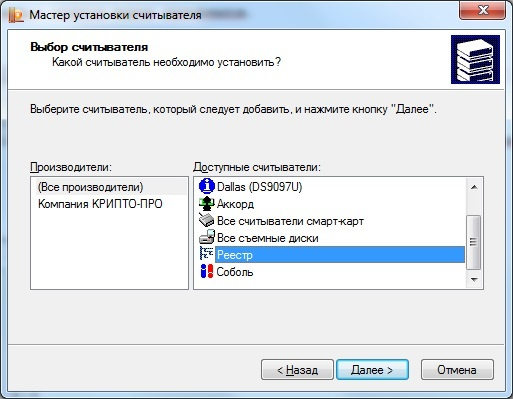 Мастер установки считывателя
Выбор считывателя
Какой считыватель необходимо установить?
Выберите считыватель, который следует добавить, и нажмите кнопку "Далее".
Производители:
(Все производители)
Компания КРИПТО-ПРО
Доступные считыватели:
Dallas (DS9097U)
Аккорд
Все считыватели смарт-карт
Все съемные диски
Реестр
Соболь
< Назад
Далее >
Отмена